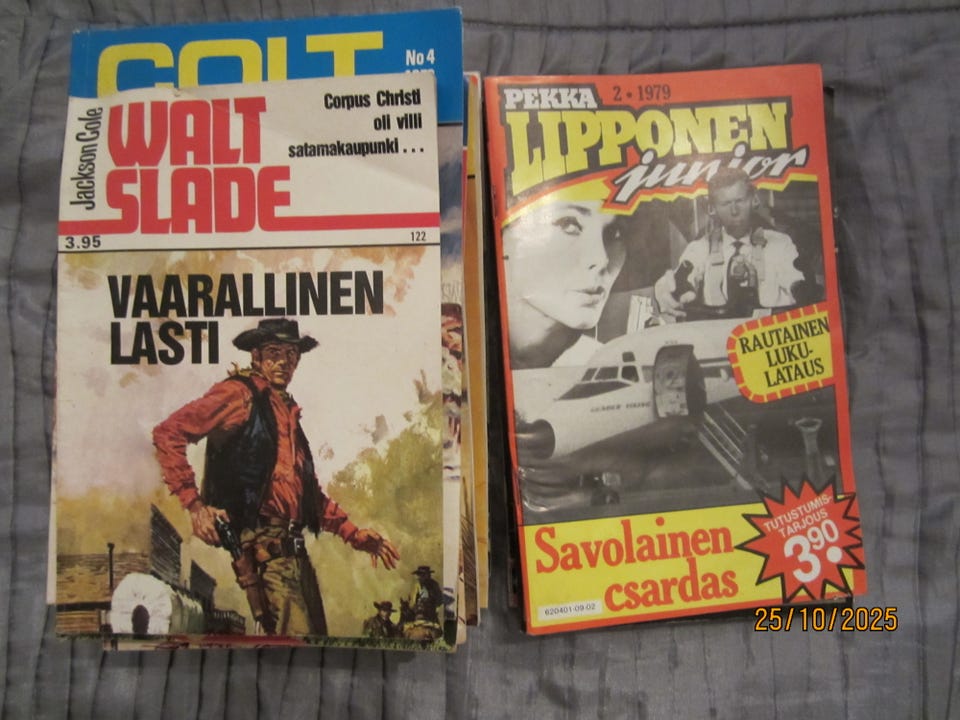 COLT
No 4
Jackson Cole
WALT
SLADE
Corpus Christi
oli villi
satamakaupunki . . .
3.95
122
VAARALLINEN
LASTI
PEKKA 2 • 1979
LIPPONEN
junior
RAUTAINEN
LUKU-
LATAUS
Savolainen
csardas
TUTUSTUMIS-
TARJOUS
3.90
620401-09-02
25/10/2025